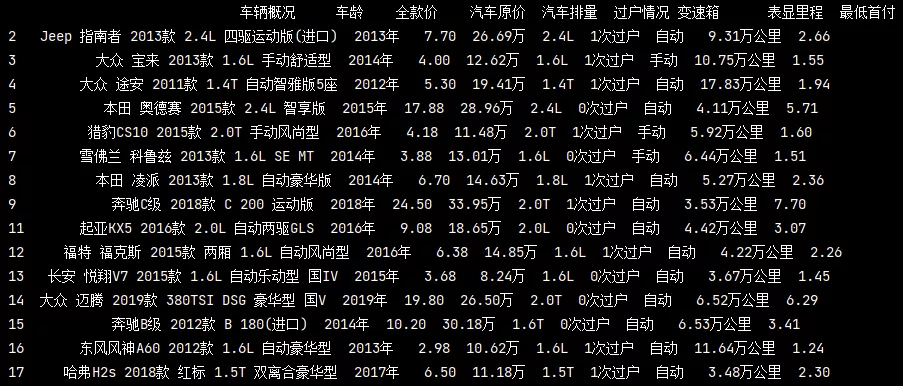 车辆概况 车龄 全款价 汽车原价 汽车排量 过户情况 变速箱 表显里程 最低首付
2 Jeep 指南者 2013款 2.4L 四驱运动版(进口) 2013年 7.70 26.69万 2.4L 1次过户 自动 9.31万公里 2.66
3 大众 宝来 2013款 1.6L 手动舒适型 2014年 4.00 12.62万 1.6L 1次过户 手动 10.75万公里 1.55
4 大众 途安 2011款 1.4T 自动智雅版5座 2012年 5.30 19.41万 1.4T 1次过户 自动 17.83万公里 1.94
5 本田 奥德赛 2015款 2.4L 智享版 2015年 17.88 28.96万 2.4L 0次过户 自动 4.11万公里 5.71
6 猎豹CS10 2015款 2.0T 手动风尚型 2016年 4.18 11.48万 2.0T 1次过户 手动 5.92万公里 1.60
7 雪佛兰 科鲁兹 2013款 1.6L SE MT 2014年 3.88 13.01万 1.6L 0次过户 手动 6.44万公里 1.51
8 本田 凌派 2013款 1.8L 自动豪华版 2014年 6.70 14.63万 1.8L 1次过户 自动 5.27万公里 2.36
9 奔驰C级 2018款 C 200 运动版 2018年 24.50 33.95万 2.0T 1次过户 自动 3.53万公里 7.70
11 起亚KX5 2016款 2.0L 自动两驱GLS 2016年 9.08 18.65万 2.0L 0次过户 自动 4.42万公里 3.07
12 福特 福克斯 2015款 两厢 1.6L 自动风尚型 2016年 6.38 14.85万 1.6L 1次过户 自动 4.22万公里 2.26
13 长安 悦翔V7 2015款 1.6L 自动乐动型 国IV 2015年 3.68 8.24万 1.6L 0次过户 自动 3.67万公里 1.45
14 大众 迈腾 2019款 380TSI DSG 豪华型 国V 2019年 19.80 26.50万 2.0T 0次过户 自动 6.52万公里 6.29
15 奔驰B级 2012款 B 180(进口) 2014年 10.20 30.18万 1.6T 0次过户 自动 6.53万公里 3.41
16 东风风神A60 2012款 1.6L 自动豪华型 2013年 2.98 10.62万 1.6L 1次过户 自动 11.64万公里 1.24
17 哈弗H2s 2018款 红标 1.5T 双离合豪华型 2017年 6.50 11.18万 1.5T 1次过户 自动 3.48万公里 2.30